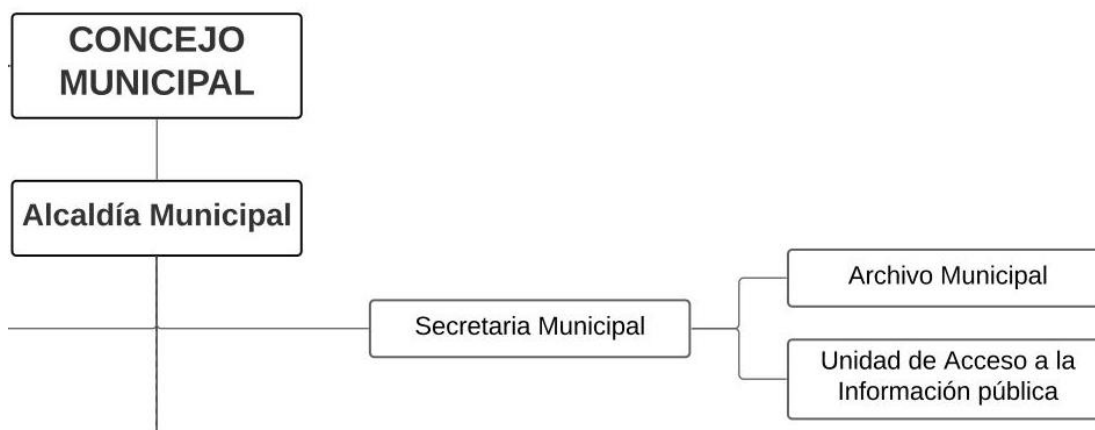 CONCEJO
MUNICIPAL
Alcaldía Municipal
Archivo Municipal
Secretaria Municipal
Unidad de Acceso a la
Información pública